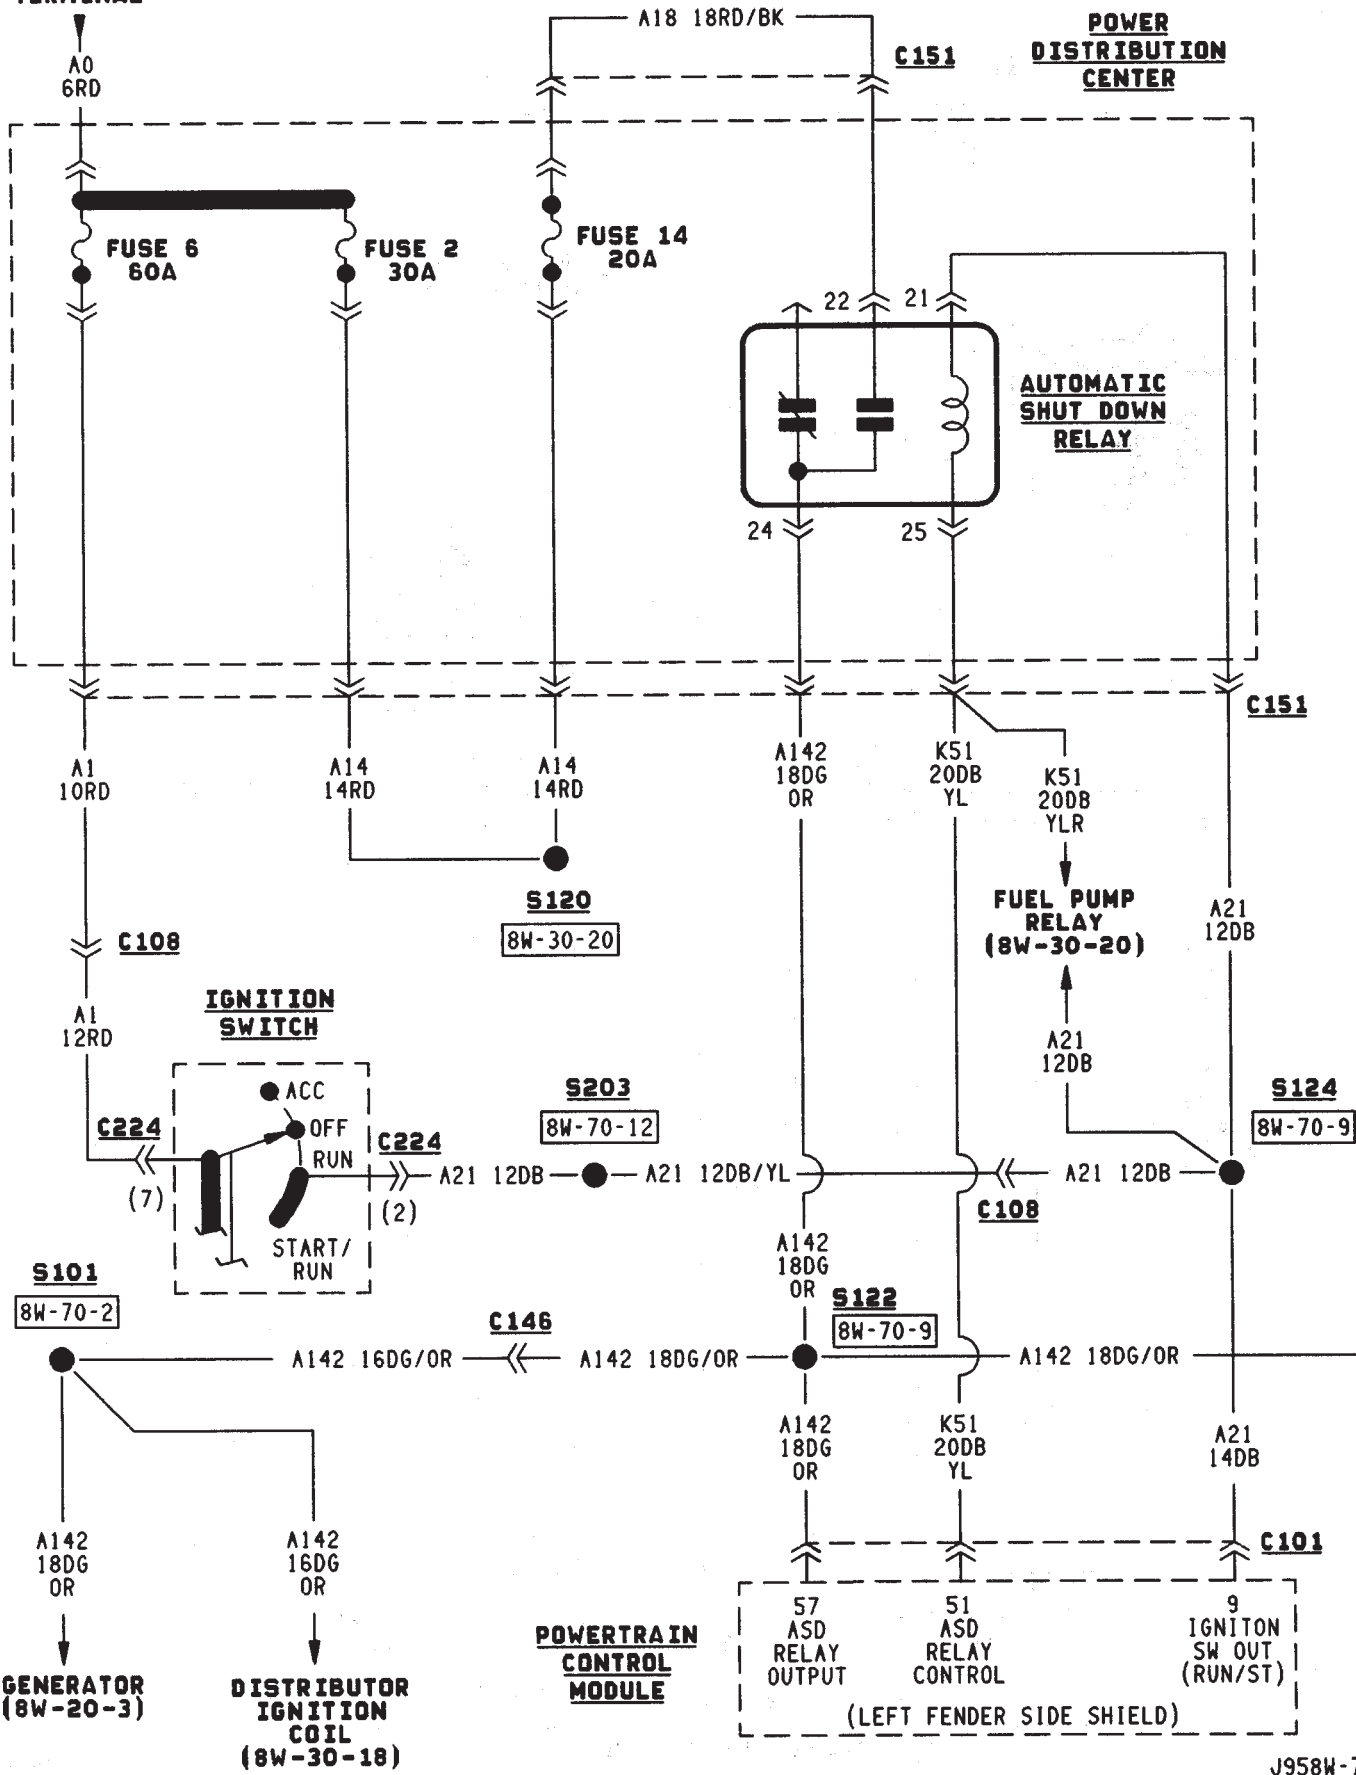 A0
6RD
A18 18RD/BK
C151
POWER
DISTRIBUTION
CENTER
FUSE 6
60A
FUSE 2
30A
FUSE 14
20A
22
21
AUTOMATIC
SHUT DOWN
RELAY
24
25
C151
A1
10RD
A14
14RD
A14
14RD
A142
18DG
OR
K51
20DB
YL
K51
20DB
YLR
S120
8W-30-20
FUEL PUMP
RELAY
(8W-30-20)
A21
12DB
C108
A1
12RD
IGNITION
SWITCH
A21
12DB
ACC
OFF
RUN
START/
RUN
C224
(7)
C224
(2)
A21 12DB
S203
8W-70-12
A21 12DB/YL
C108
A21 12DB
S124
8W-70-9
S101
8W-70-2
A142
18DG
OR
S122
8W-70-9
A142 16DG/OR
C146
A142 18DG/OR
A142 18DG/OR
A142
18DG
OR
K51
20DB
YL
A21
14DB
A142
18DG
OR
A142
16DG
OR
C101
GENERATOR
(8W-20-3)
DISTRIBUTOR
IGNITION
COIL
(8W-30-18)
POWERTRAIN
CONTROL
MODULE
57
ASD
RELAY
OUTPUT
51
ASD
RELAY
CONTROL
9
IGNITON
SW OUT
(RUN/ST)
(LEFT FENDER SIDE SHIELD)
J958W-7